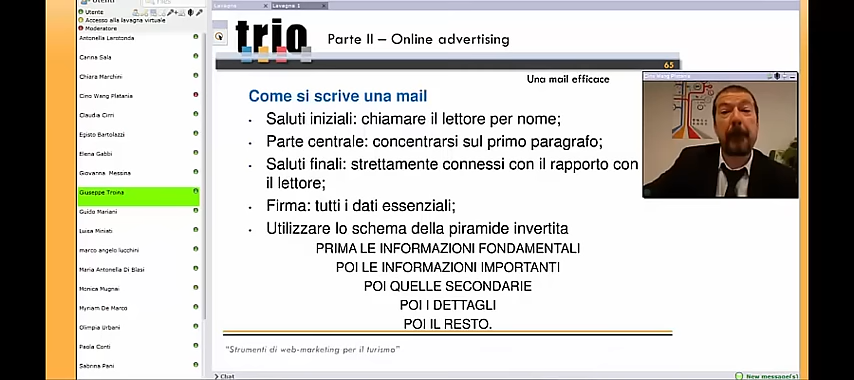 Utenti
Utente
Accesso alla lavagna virtuale
Moderatore
Antonella Larotonda
Carina Sala
Chiara Marchini
Cino Wang Platania
Claudia Cirri
Egisto Bartolazzi
Elena Gabbi
Giovanna Messina
Giuseppe Troina
Guido Mariani
Luisa Miniati
marco angelo lucchini
Maria Antonella Di Blasi
Monica Mugnai
Myriam De Marco
Olimpia Urbani
Paola Conti
Sabrina Pani
Lavagna
Lavagna 1
trio
Parte II – Online advertising
65
Una mail efficace
Come si scrive una mail
• Saluti iniziali: chiamare il lettore per nome;
• Parte centrale: concentrarsi sul primo paragrafo;
• Saluti finali: strettamente connessi con il rapporto con
il lettore;
• Firma: tutti i dati essenziali;
• Utilizzare lo schema della piramide invertita
PRIMA LE INFORMAZIONI FONDAMENTALI
POI LE INFORMAZIONI IMPORTANTI
POI QUELLE SECONDARIE
POI I DETTAGLI
POI IL RESTO.
"Strumenti di web-marketing per il turismo"
Cino Wang Platania
Chat
New message(s)